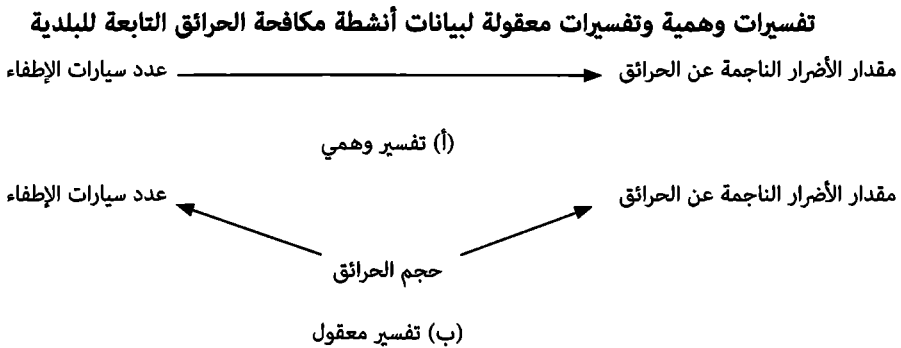 تفسيرات وهمية وتفسيرات معقولة لبيانات أنشطة مكافحة الحرائق التابعة للبلدية
مقدار الأضرار الناجمة عن الحرائق عدد سيارات الإطفاء
(أ) تفسير وهمي
مقدار الأضرار الناجمة عن الحرائق عدد سيارات الإطفاء
حجم الحرائق
(ب) تفسير معقول